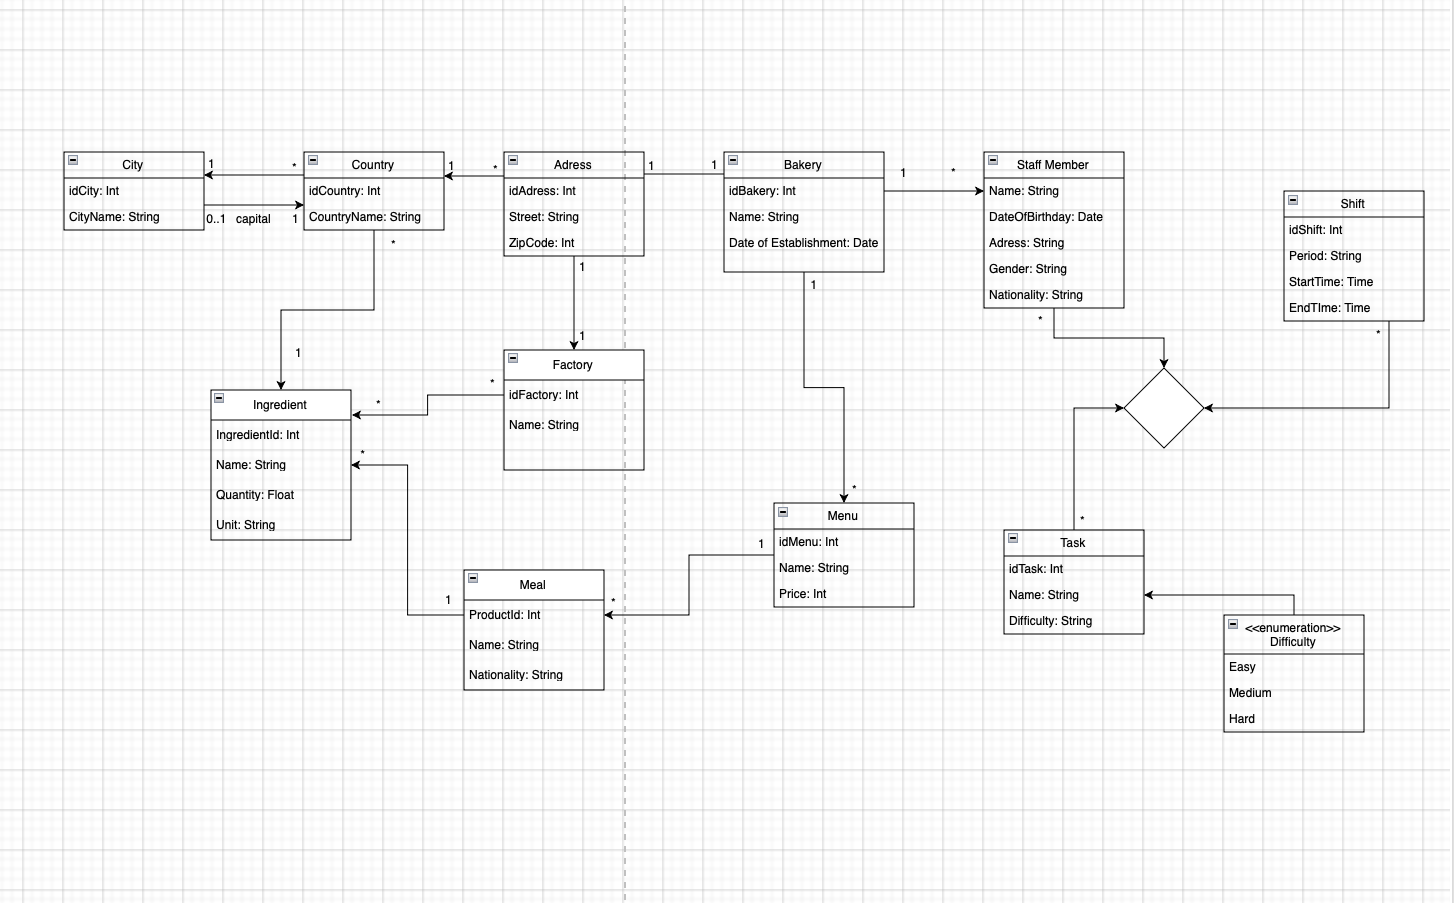 City
idCity: Int
CityName: String
1
*
0..1 capital 1
Country
idCountry: Int
CountryName: String
1
*
*
1
Adress
idAdress: Int
Street: String
ZipCode: Int
1
1
1
1
Bakery
idBakery: Int
Name: String
Date of Establishment: Date
1
*
1
*
Staff Member
Name: String
DateOfBirthday: Date
Adress: String
Gender: String
Nationality: String
*
Shift
idShift: Int
Period: String
StartTime: Time
EndTIme: Time
*
Factory
idFactory: Int
Name: String
*
*
Ingredient
IngredientId: Int
Name: String
Quantity: Float
Unit: String
*
1
Meal
ProductId: Int
Name: String
Nationality: String
*
1
Menu
idMenu: Int
Name: String
Price: Int
*
Task
idTask: Int
Name: String
Difficulty: String
<<enumeration>>
Difficulty
Easy
Medium
Hard